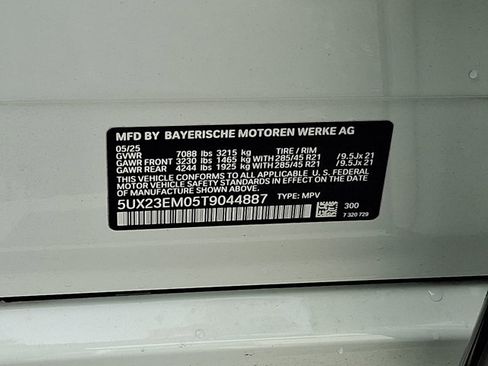 MFD BY BAYERISCHE MOTOREN WERKE AG
05/25 TIRE / RIM
GVWR 7088 lbs 3215 kg
GAWR FRONT 3230 lbs 1465 kg WITH 285/45 R21 /9.5Jx 21
GAWR REAR 4244 lbs 1925 kg WITH 285/45 R21 /9.5Jx 21
THIS VEHICLE CONFORMS TO ALL APPLICABLE U. S. FEDERAL
MOTOR VEHICLE SAFETY STANDARDS IN EFFECT ON THE DATE
OF MANUFACTURE SHOWN ABOVE.
5UX23EM05T9044887 TYPE: MPV
300
7 320 729